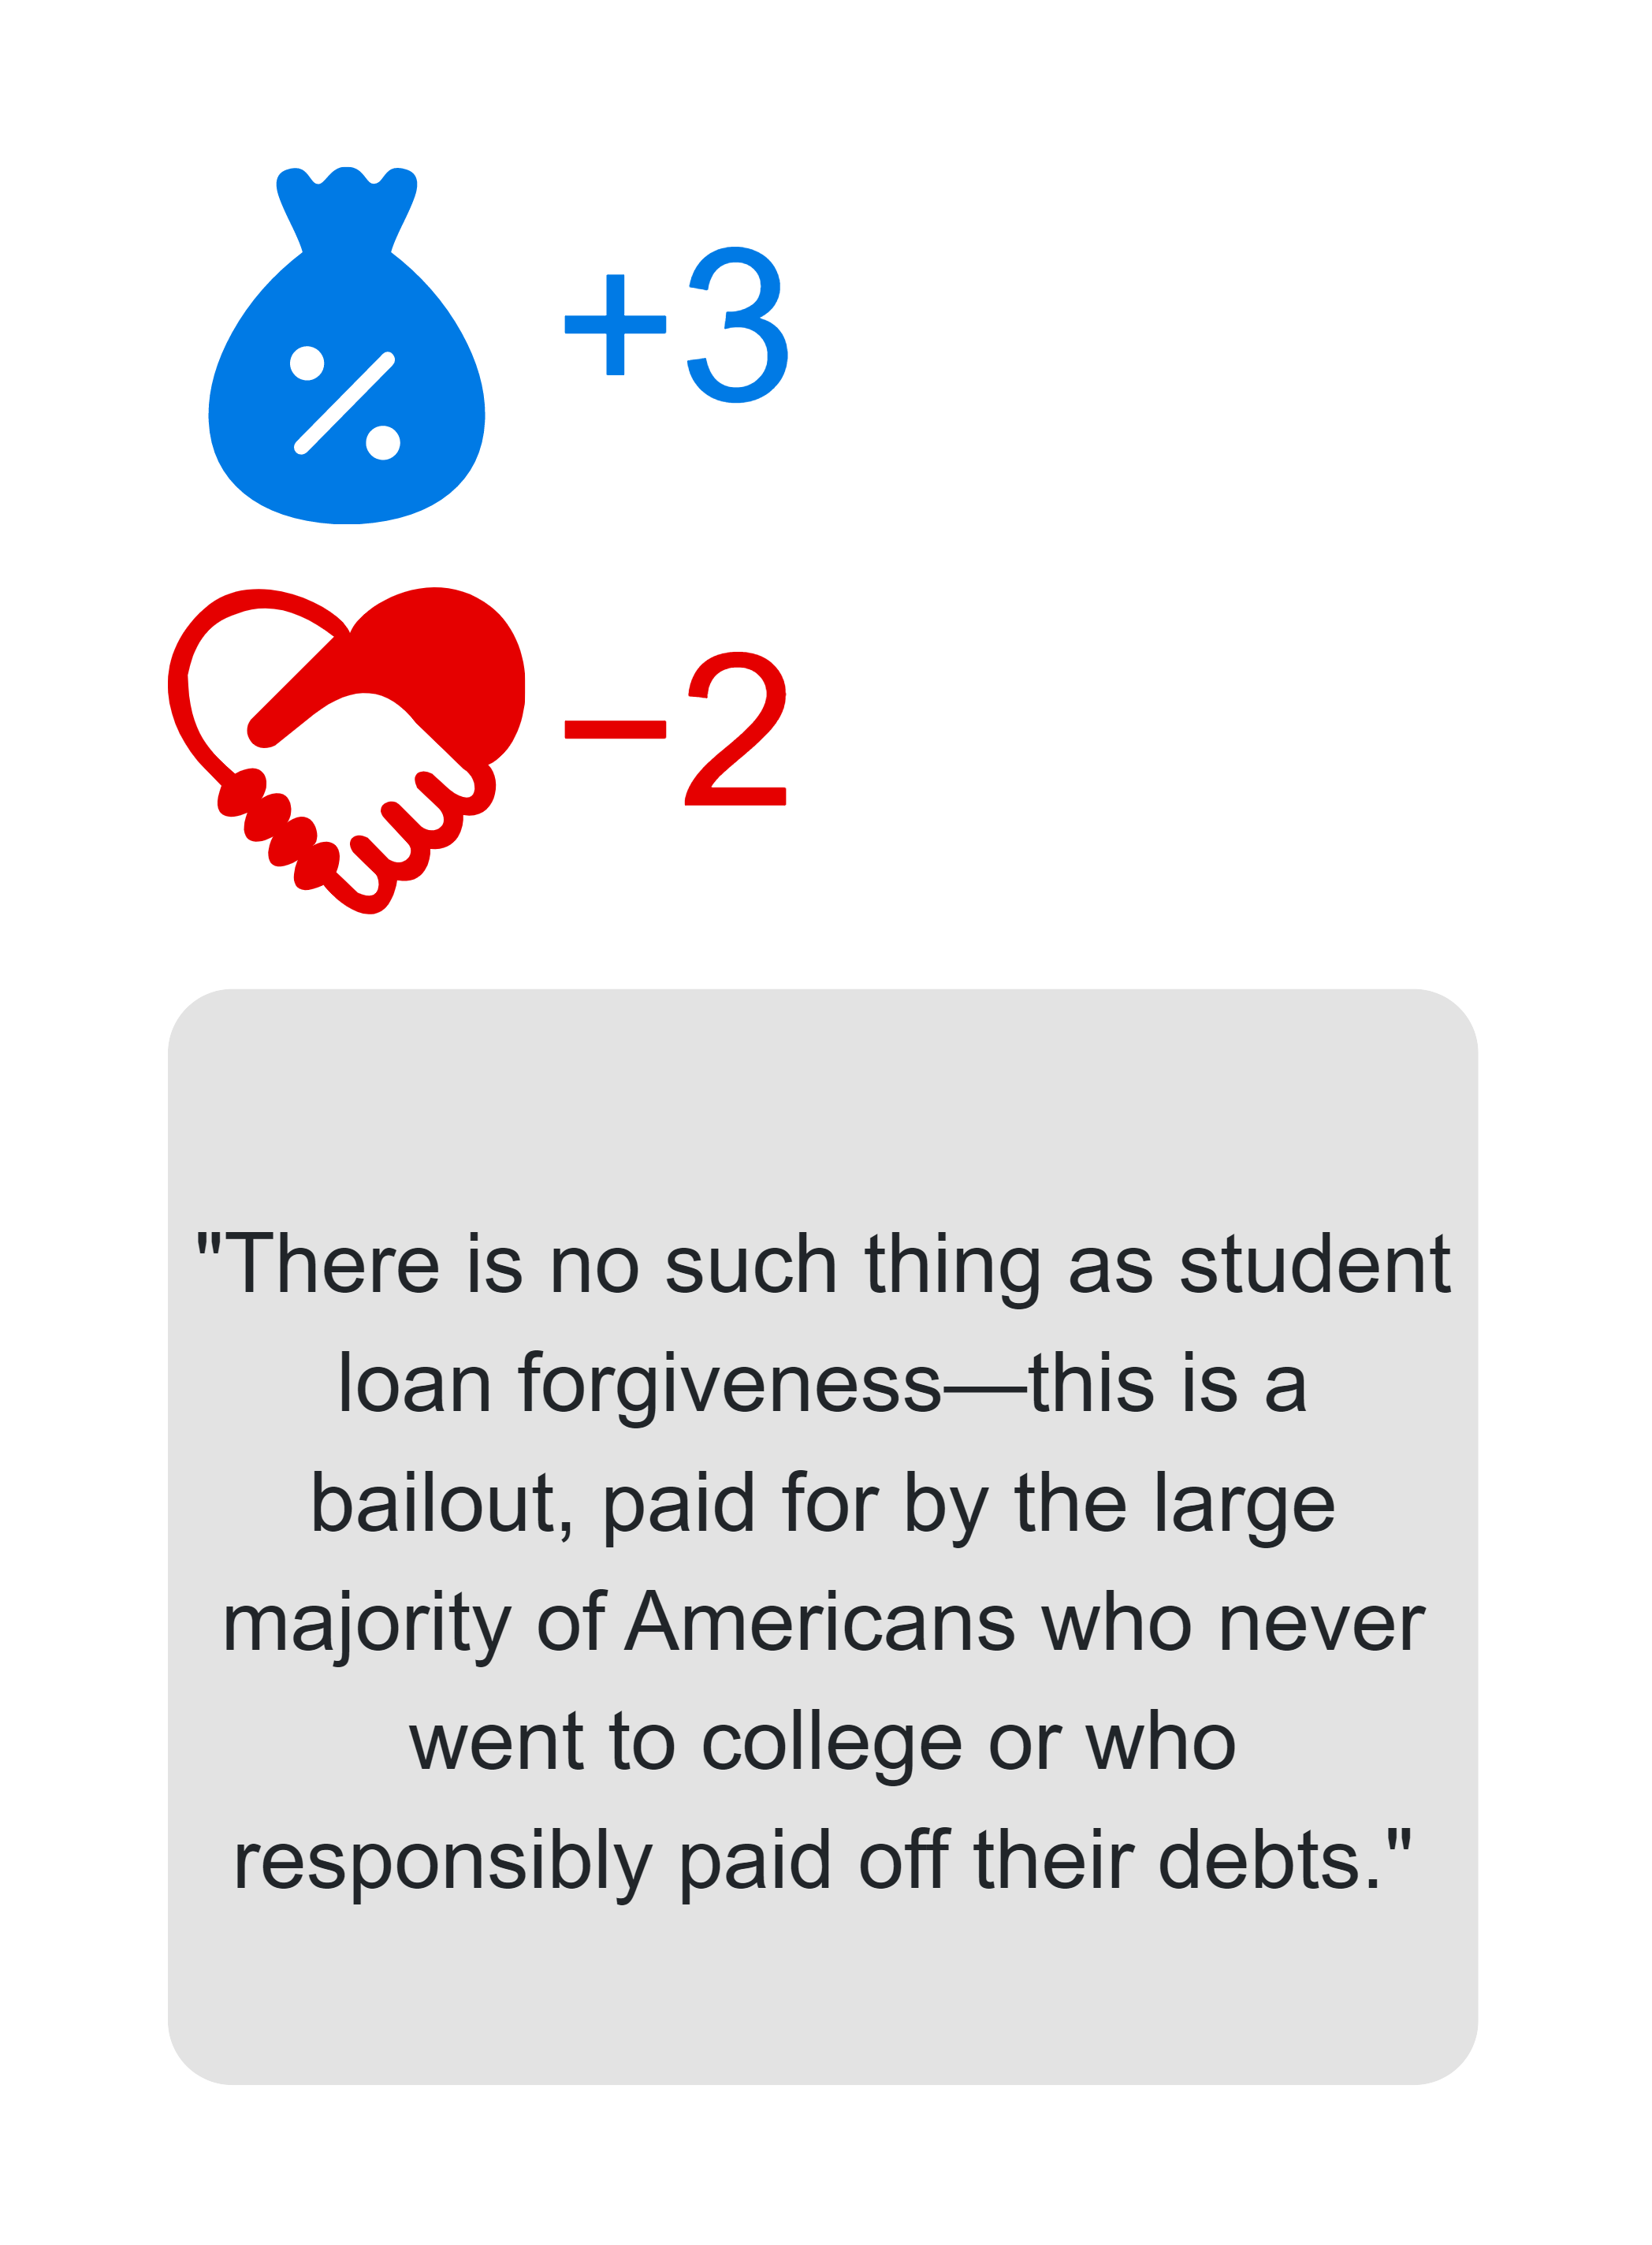 +3
−2
"There is no such thing as student
loan forgiveness—this is a
bailout, paid for by the large
majority of Americans who never
went to college or who
responsibly paid off their debts."